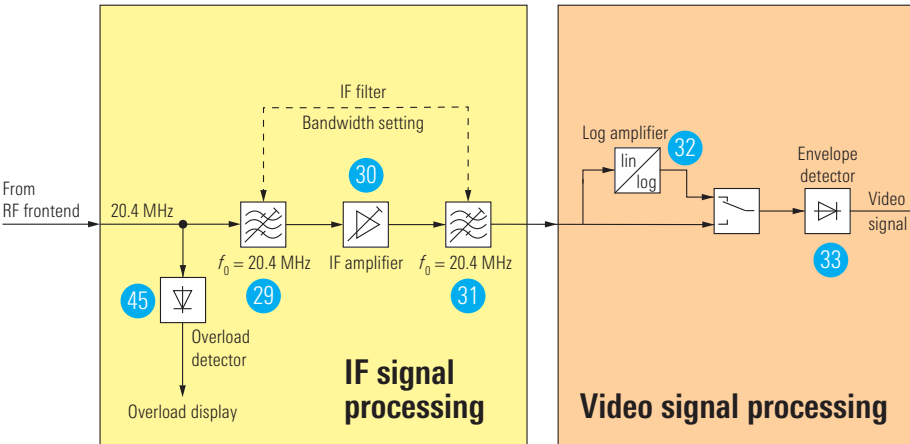 IF filter
Bandwidth setting
From
RF frontend
20.4 MHz
30
f0 = 20.4 MHz
IF amplifier
f0 = 20.4 MHz
29
31
45
Overload
detector
Overload display
IF signal
processing
Log amplifier
32
lin
log
Envelope
detector
Video
signal
33
Video signal processing